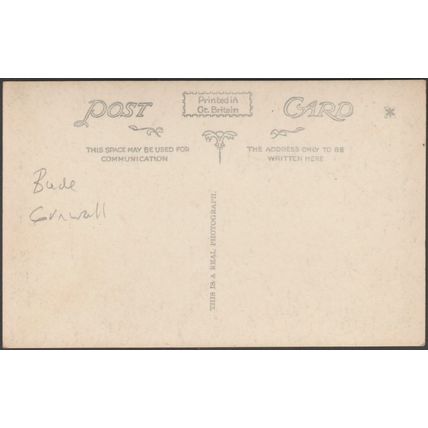 POST Printed in Gt. Britain CARD *
THIS SPACE MAY BE USED FOR COMMUNICATION
THE ADDRESS ONLY TO BE WRITTEN HERE
Bude
Cornwall
THIS IS A REAL PHOTOGRAPH.